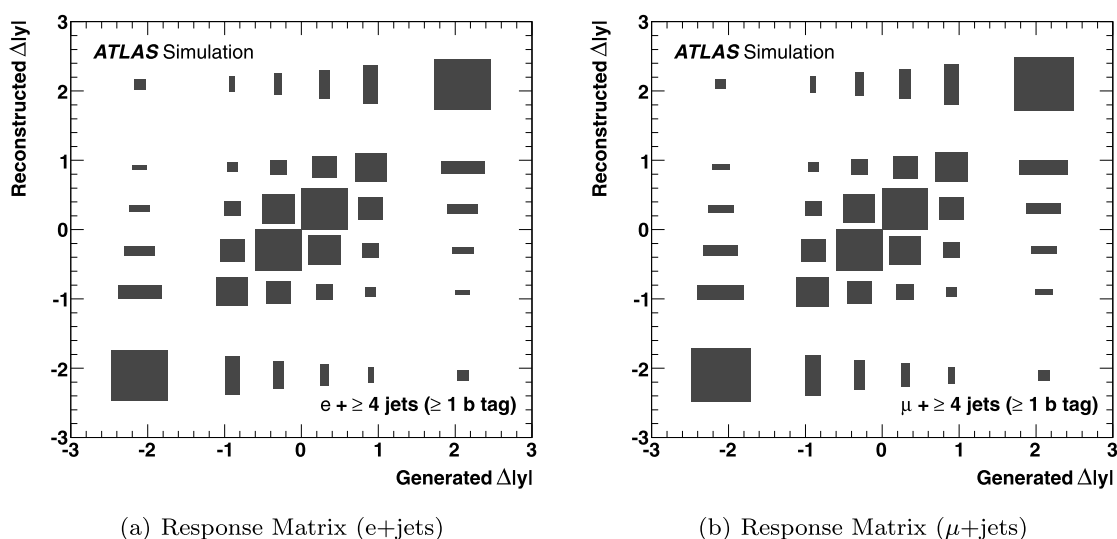 3
2
1
0
-1
-2
-3
Reconstructed Δ|y|
ATLAS Simulation
e + ≥ 4 jets (≥ 1 b tag)
-3 -2 -1 0 1 2 3
Generated Δ|y|
(a) Response Matrix (e+jets)
3
2
1
0
-1
-2
-3
Reconstructed Δ|y|
ATLAS Simulation
μ + ≥ 4 jets (≥ 1 b tag)
-3 -2 -1 0 1 2 3
Generated Δ|y|
(b) Response Matrix (μ+jets)